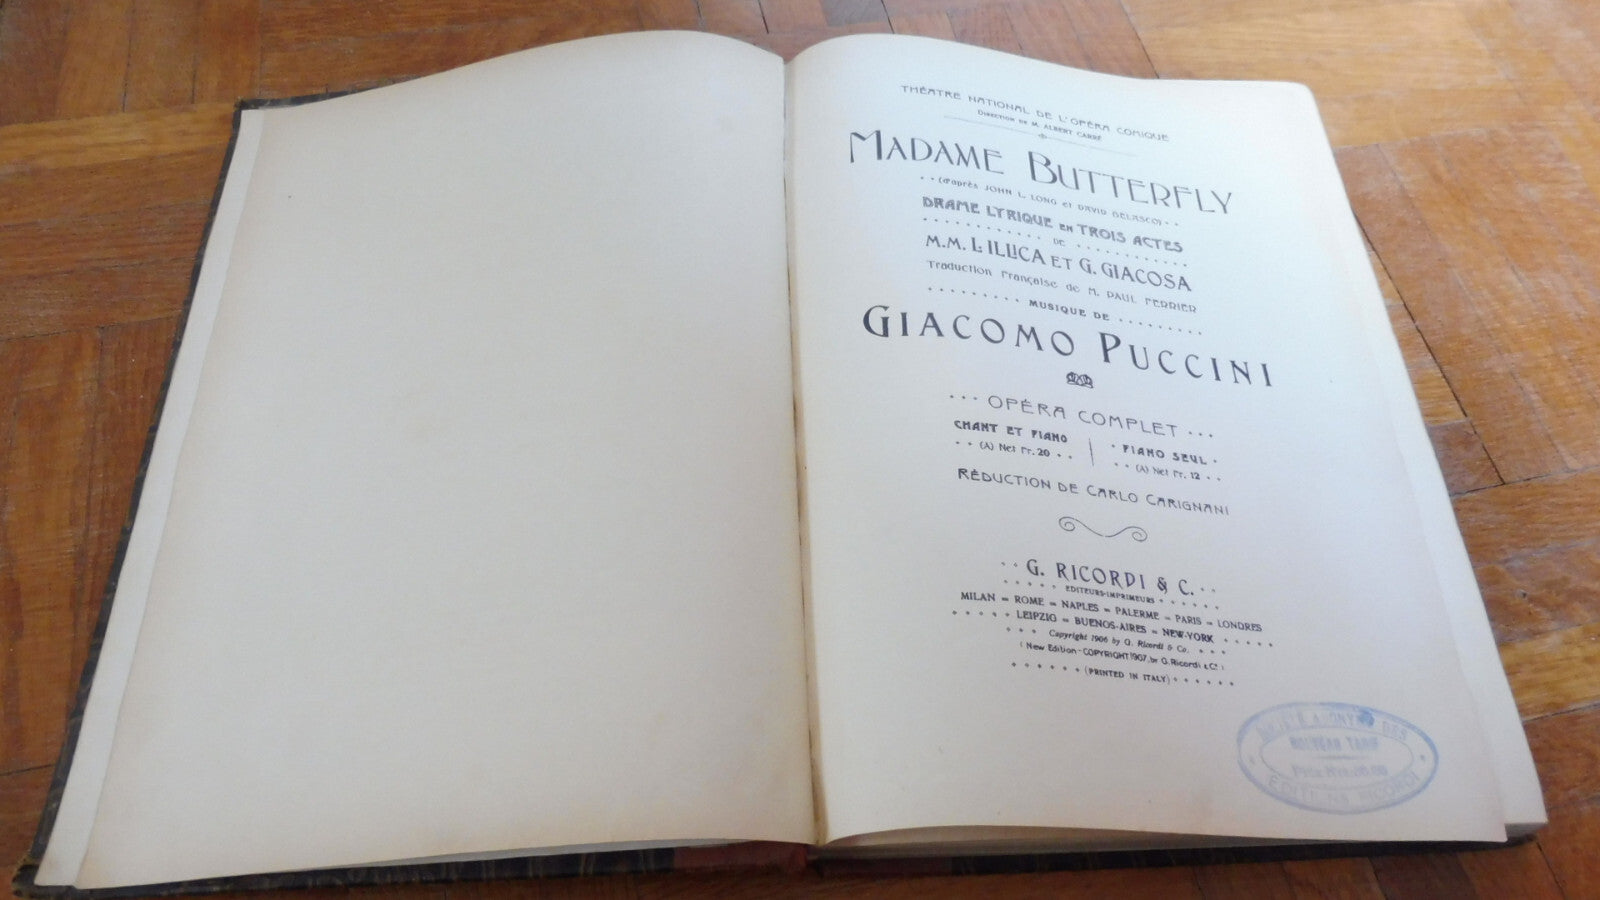 THÉATRE NATIONAL DE L'OPÉRA COMIQUE
DIRECTION DE M. ALBERT CARRÉ
MADAME BUTTERFLY
(d'après JOHN L. LONG et DAVID BELASCO)
DRAME LYRIQUE en TROIS ACTES
DE
M.M. L. ILLICA ET G. GIACOSA
Traduction Française de M. PAUL FERRIER
MUSIQUE DE
GIACOMO PUCCINI
OPÉRA COMPLET
CHANT ET PIANO
(A) Net Fr. 20
PIANO SEUL
(A) Net Fr. 12
RÉDUCTION DE CARLO CARIGNANI
G. RICORDI & C.
EDITEURS-IMPRIMEURS
MILAN = ROME = NAPLES = PALERME = PARIS = LONDRES
LEIPZIG = BUENOS-AIRES = NEW-YORK
Copyright 1906 by G. Ricordi & Co.
(New Edition - COPYRIGHT 1907, by G. Ricordi & Co.)
(PRINTED IN ITALY)
ANONYME DES
NOUVEAU TARIF
EDITIONS RICORDI